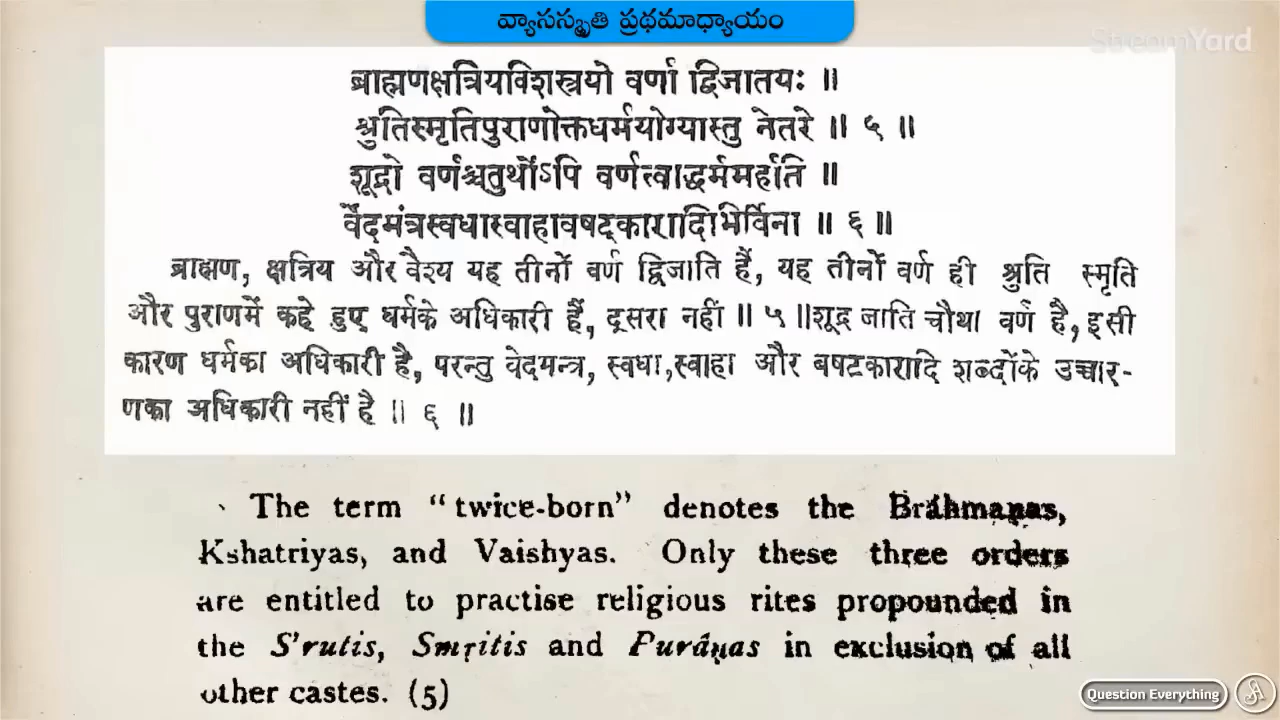 వ్యాసస్మృతి ప్రథమాధ్యాయం
StreamYard
ब्राह्मणक्षत्रियविशस्त्रयो वर्णा द्विजातयः ॥
श्रुतिस्मृतिपुराणोक्तधर्मयोग्यास्तु नेतरे ॥ ५ ॥
शूद्रो वर्णश्चतुर्थोऽपि वर्णत्वाद्धर्ममर्हति ॥
वेदमंत्रस्वधास्वाहावषट्कारादिभिर्विना ॥ ६ ॥
ब्राह्मण, क्षत्रिय और वैश्य यह तीनों वर्ण द्विजाति हैं, यह तीनों वर्ण ही श्रुति स्मृति
और पुराणमें कहे हुए धर्मके अधिकारी हैं, दूसरा नहीं ॥ ५ ॥शूद्र जाति चौथा वर्ण है, इसी
कारण धर्मका अधिकारी है, परन्तु वेदमन्त्र, स्वधा,स्वाहा और बषटकारादि शब्दोंके उच्चार-
णका अधिकारी नहीं है ॥ ६ ॥
The term "twice-born" denotes the Bráhmaṇas,
Kshatriyas, and Vaishyas. Only these three orders
are entitled to practise religious rites propounded in
the S'rutis, Smṛitis and Purâṇas in exclusion of all
other castes. (5)
Question Everything